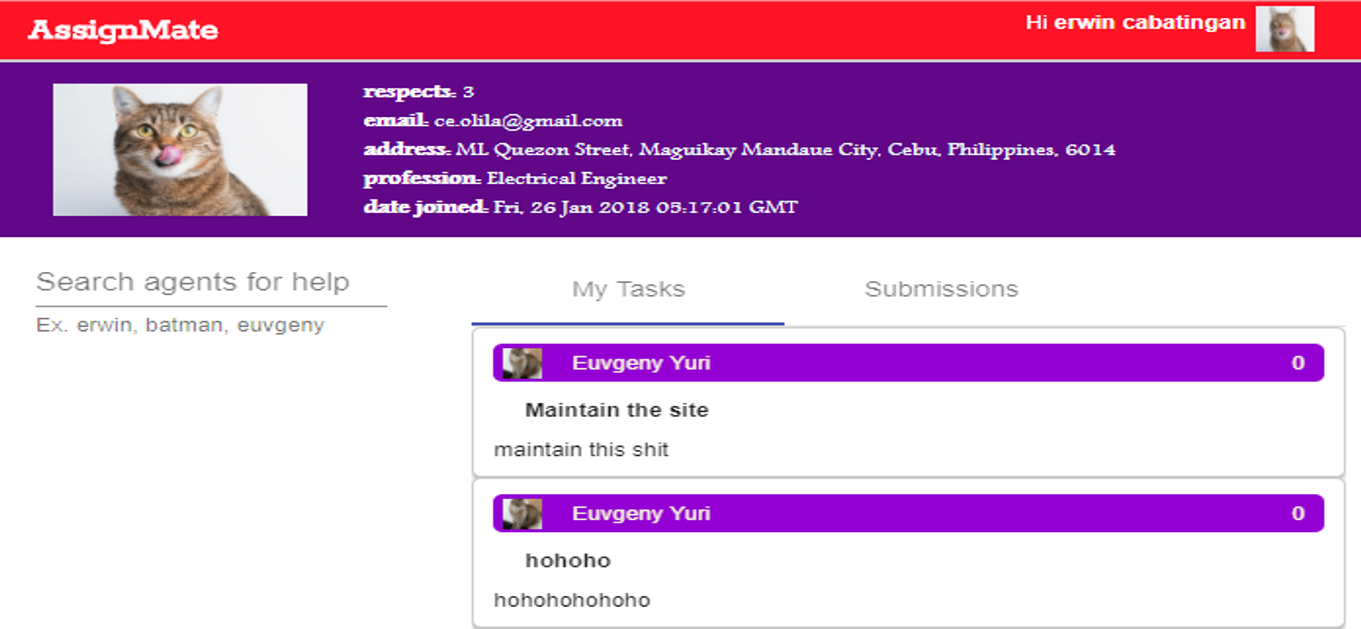 AssignMate
Hi erwin cabatingan
respects: 3
email: ce.olila@gmail.com
address: ML Quezon Street, Maguikay Mandaue City, Cebu, Philippines, 6014
profession: Electrical Engineer
date joined: Fri, 26 Jan 2018 05:17:01 GMT
Search agents for help
Ex. erwin, batman, euvgeny
My Tasks
Submissions
Euvgeny Yuri 0
Maintain the site
maintain this shit
Euvgeny Yuri 0
hohoho
hohohohohoho